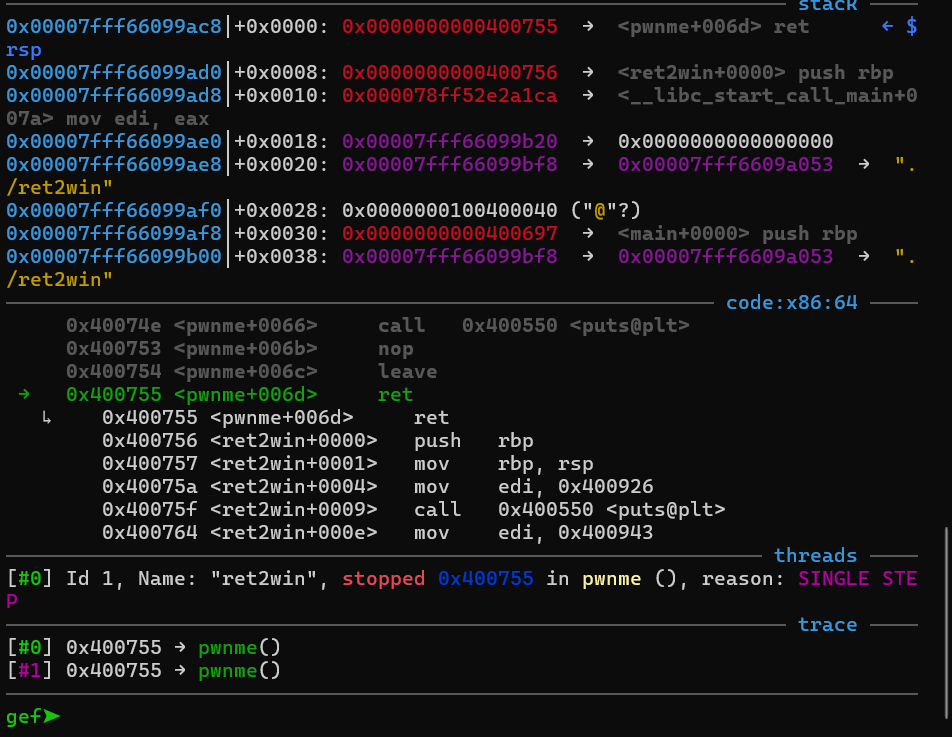 stack
0x00007fff66099ac8│+0x0000: 0x0000000000400755  →  <pwnme+006d> ret      ← $
rsp
0x00007fff66099ad0│+0x0008: 0x0000000000400756  →  <ret2win+0000> push rbp
0x00007fff66099ad8│+0x0010: 0x000078ff52e2a1ca  →  <__libc_start_call_main+0
07a> mov edi, eax
0x00007fff66099ae0│+0x0018: 0x00007fff66099b20  →  0x0000000000000000
0x00007fff66099ae8│+0x0020: 0x00007fff66099bf8  →  0x00007fff6609a053  →  ".
/ret2win"
0x00007fff66099af0│+0x0028: 0x0000000100400040 ("@"?)
0x00007fff66099af8│+0x0030: 0x0000000000400697  →  <main+0000> push rbp
0x00007fff66099b00│+0x0038: 0x00007fff66099bf8  →  0x00007fff6609a053  →  ".
/ret2win"
code:x86:64
0x40074e <pwnme+0066>     call   0x400550 <puts@plt>
0x400753 <pwnme+006b>     nop
0x400754 <pwnme+006c>     leave
→   0x400755 <pwnme+006d>     ret
↳    0x400755 <pwnme+006d>     ret
0x400756 <ret2win+0000>   push   rbp
0x400757 <ret2win+0001>   mov    rbp, rsp
0x40075a <ret2win+0004>   mov    edi, 0x400926
0x40075f <ret2win+0009>   call   0x400550 <puts@plt>
0x400764 <ret2win+000e>   mov    edi, 0x400943
threads
[#0] Id 1, Name: "ret2win", stopped 0x400755 in pwnme (), reason: SINGLE STE
P
trace
[#0] 0x400755 → pwnme()
[#1] 0x400755 → pwnme()
gef➤